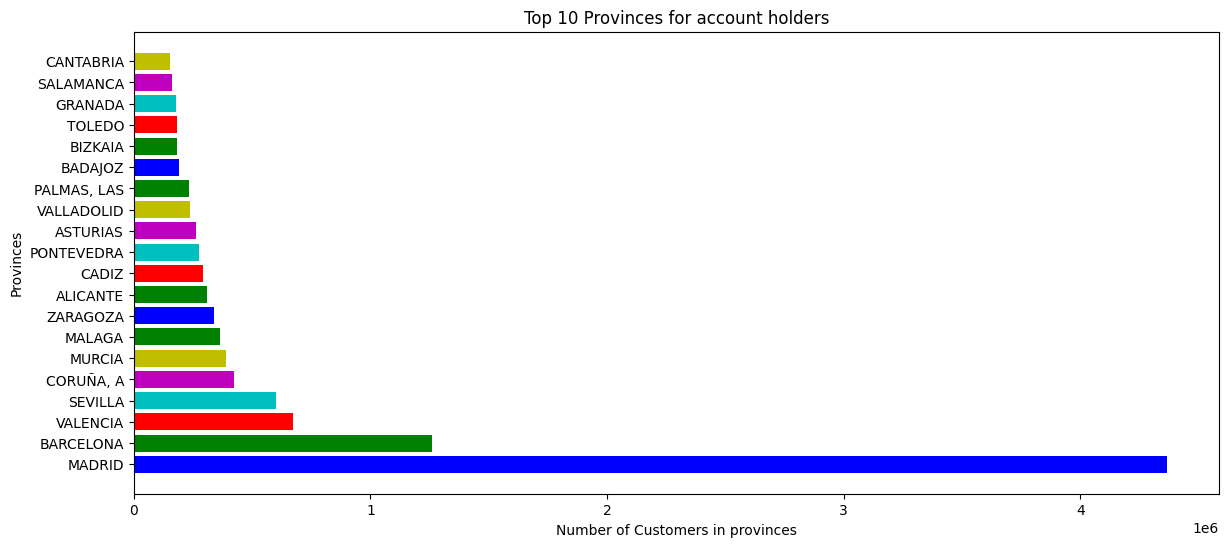 Top 10 Provinces for account holders
Provinces
CANTABRIA
SALAMANCA
GRANADA
TOLEDO
BIZKAIA
BADAJOZ
PALMAS, LAS
VALLADOLID
ASTURIAS
PONTEVEDRA
CADIZ
ALICANTE
ZARAGOZA
MALAGA
MURCIA
CORUÑA, A
SEVILLA
VALENCIA
BARCELONA
MADRID
0 1 2 3 4
1e6
Number of Customers in provinces